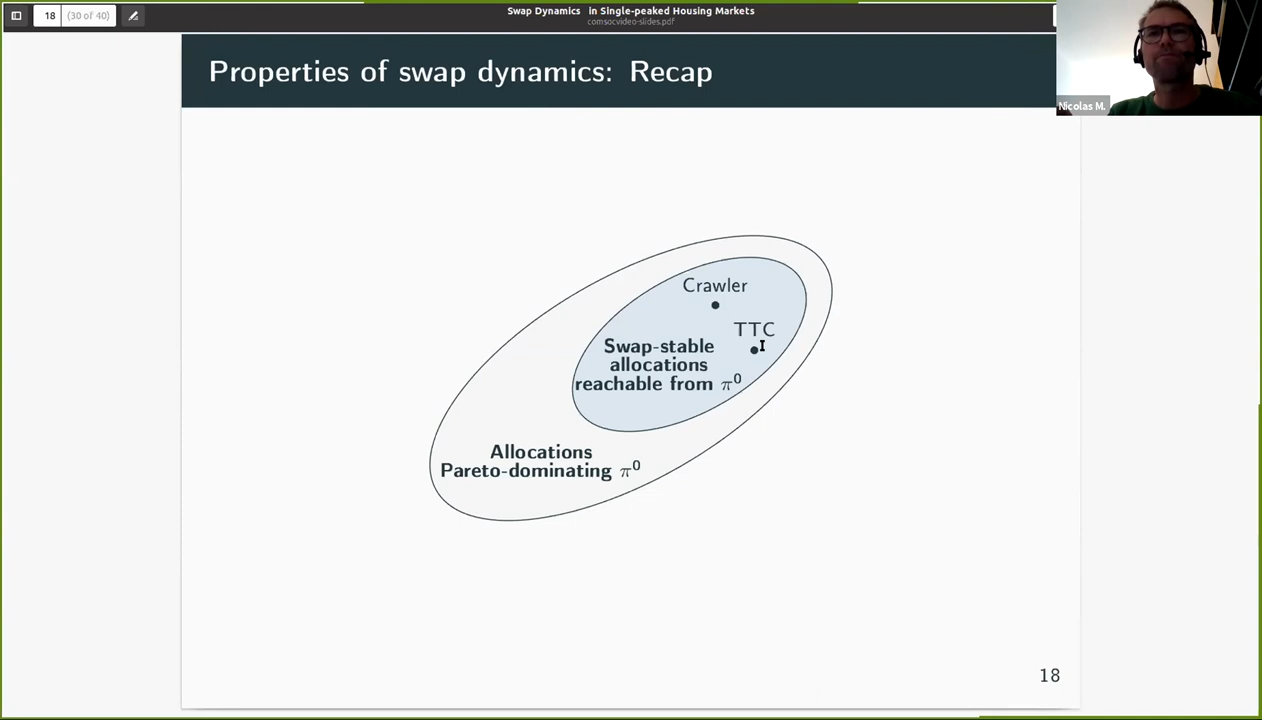 18 (30 of 40)
Swap Dynamics in Single-peaked Housing Markets
comsocvideo-slides.pdf
Nicolas M.
Properties of swap dynamics: Recap
Crawler
TTC
Swap-stable
allocations
reachable from π⁰
Allocations
Pareto-dominating π⁰
18